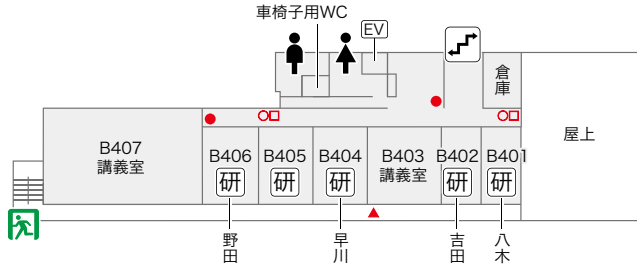 車椅子用WC
EV
倉庫
屋上
B407
講義室
B406
研
B405
研
B404
研
B403
講義室
B402
研
B401
研
野田
早川
吉田
八木